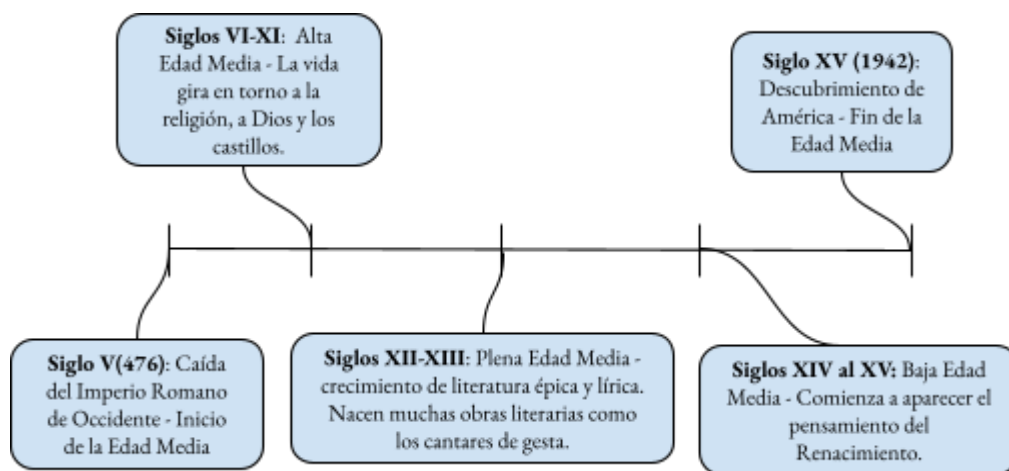 Siglos VI-XI: Alta
Edad Media - La vida
gira en torno a la
religión, a Dios y los
castillos.
Siglo XV (1942):
Descubrimiento de
América - Fin de la
Edad Media
Siglo V(476): Caída
del Imperio Romano
de Occidente - Inicio
de la Edad Media
Siglos XII-XIII: Plena Edad Media -
crecimiento de literatura épica y lírica.
Nacen muchas obras literarias como
los cantares de gesta.
Siglos XIV al XV: Baja Edad
Media - Comienza a aparecer el
pensamiento del
Renacimiento.